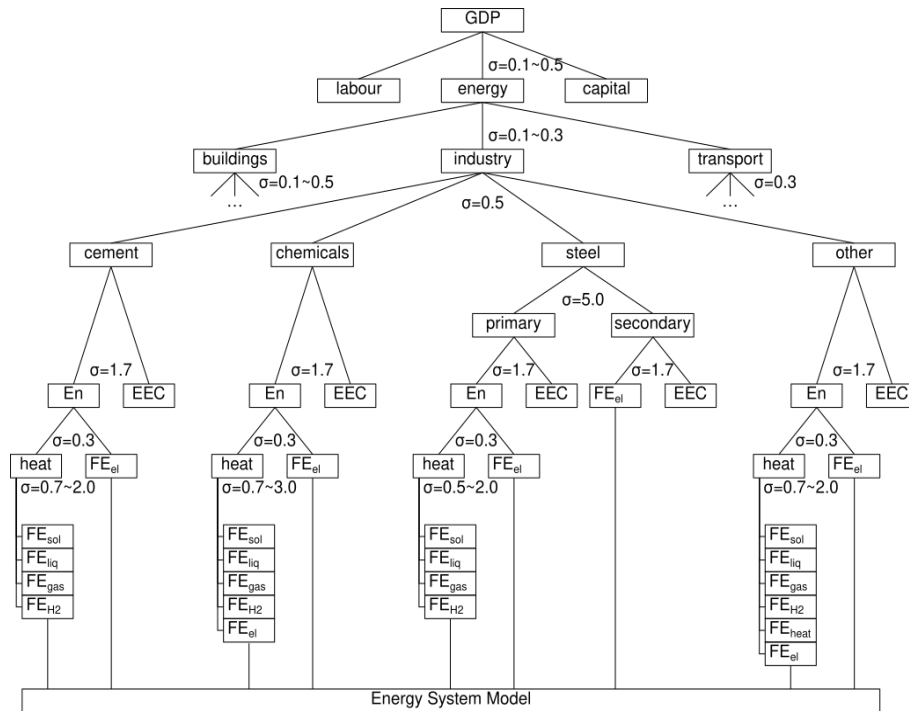 GDP
σ=0.1~0.5
labour energy capital
σ=0.1~0.3
buildings industry transport
σ=0.1~0.5 σ=0.3
... ...
σ=0.5
cement chemicals steel other
σ=5.0
primary secondary
σ=1.7 σ=1.7 σ=1.7 σ=1.7 σ=1.7
En EEC En EEC En EEC FEel EEC En EEC
σ=0.3 σ=0.3 σ=0.3 σ=0.3
heat FEel heat FEel heat FEel heat FEel
σ=0.7~2.0 σ=0.7~3.0 σ=0.5~2.0 σ=0.7~2.0
FEsol FEsol FEsol FEsol
FEliq FEliq FEliq FEliq
FEgas FEgas FEgas FEgas
FEH2 FEH2 FEH2 FEH2
FEel FEheat
FEel
Energy System Model